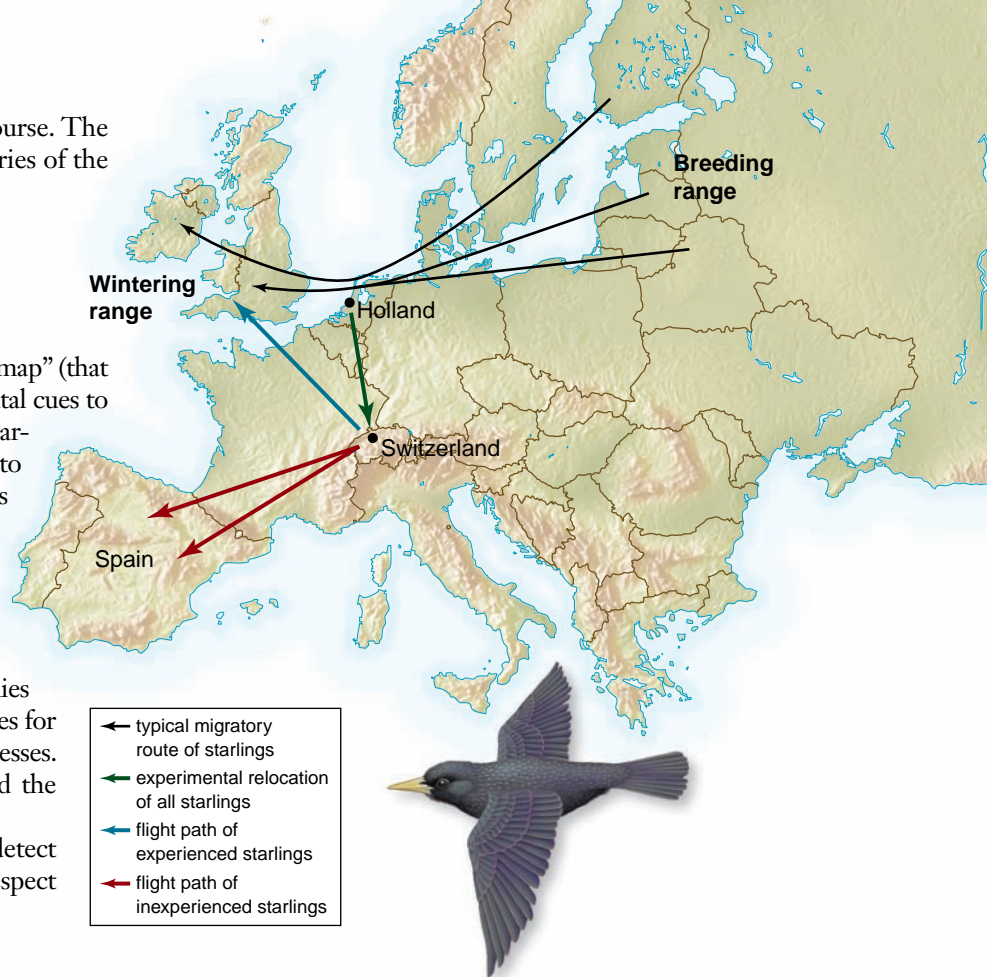 ourse. The
ries of the
map” (that
tal cues to
ar-
to
s
ies
es for
esses.
d the
detect
spect
Breeding
range
Wintering
range
Holland
Switzerland
Spain
typical migratory
route of starlings
experimental relocation
of all starlings
flight path of
experienced starlings
flight path of
inexperienced starlings